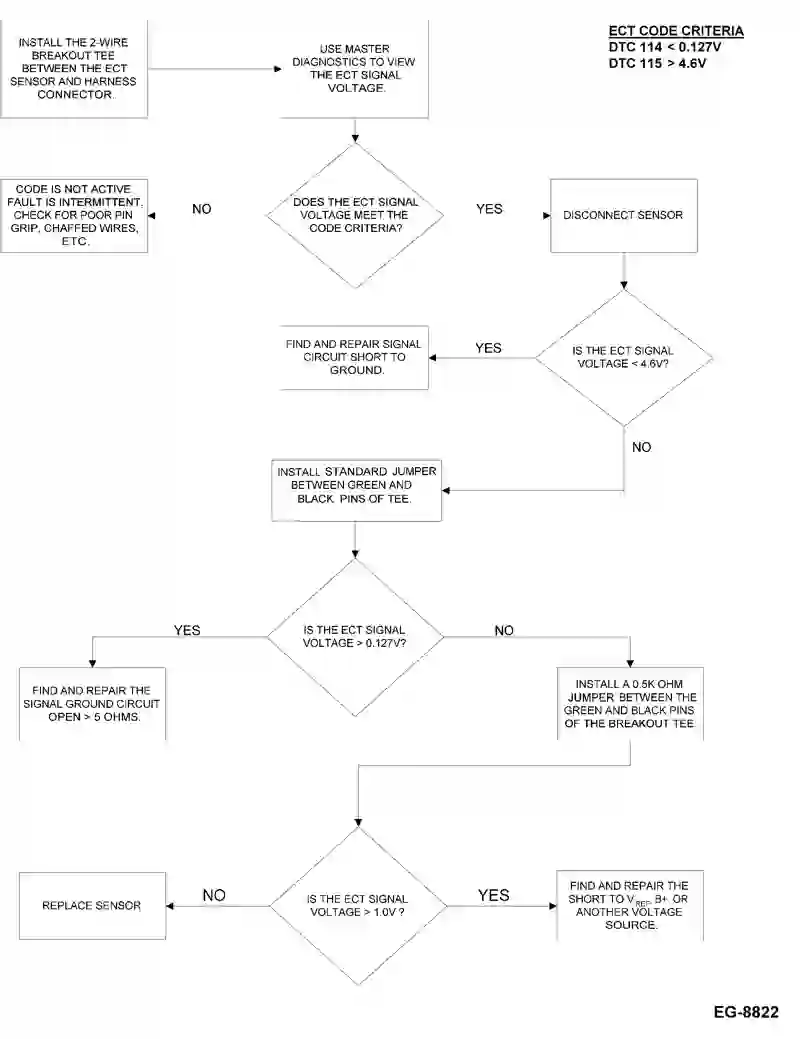 ECT CODE CRITERIA
DTC 114 < 0.127V
DTC 115 > 4.6V
INSTALL THE 2-WIRE
BREAKOUT TEE
BETWEEN THE ECT
SENSOR AND HARNESS
CONNECTOR.
USE MASTER
DIAGNOSTICS TO VIEW
THE ECT SIGNAL
VOLTAGE.
CODE IS NOT ACTIVE
FAULT IS INTERMITTENT,
CHECK FOR POOR PIN
GRIP, CHAFFED WIRES,
ETC.
NO
DOES THE ECT SIGNAL
VOLTAGE MEET THE
CODE CRITERIA?
YES
DISCONNECT SENSOR
FIND AND REPAIR SIGNAL
CIRCUIT SHORT TO
GROUND.
YES
IS THE ECT SIGNAL
VOLTAGE < 4.6V?
NO
INSTALL STANDARD JUMPER
BETWEEN GREEN AND
BLACK PINS OF TEE.
YES
IS THE ECT SIGNAL
VOLTAGE > 0.127V?
NO
FIND AND REPAIR THE
SIGNAL GROUND CIRCUIT
OPEN > 5 OHMS.
INSTALL A 0.5K OHM
JUMPER BETWEEN THE
GREEN AND BLACK PINS
OF THE BREAKOUT TEE
REPLACE SENSOR
NO
IS THE ECT SIGNAL
VOLTAGE > 1.0V ?
YES
FIND AND REPAIR THE
SHORT TO VREF, B+ OR
ANOTHER VOLTAGE
SOURCE.
EG-8822